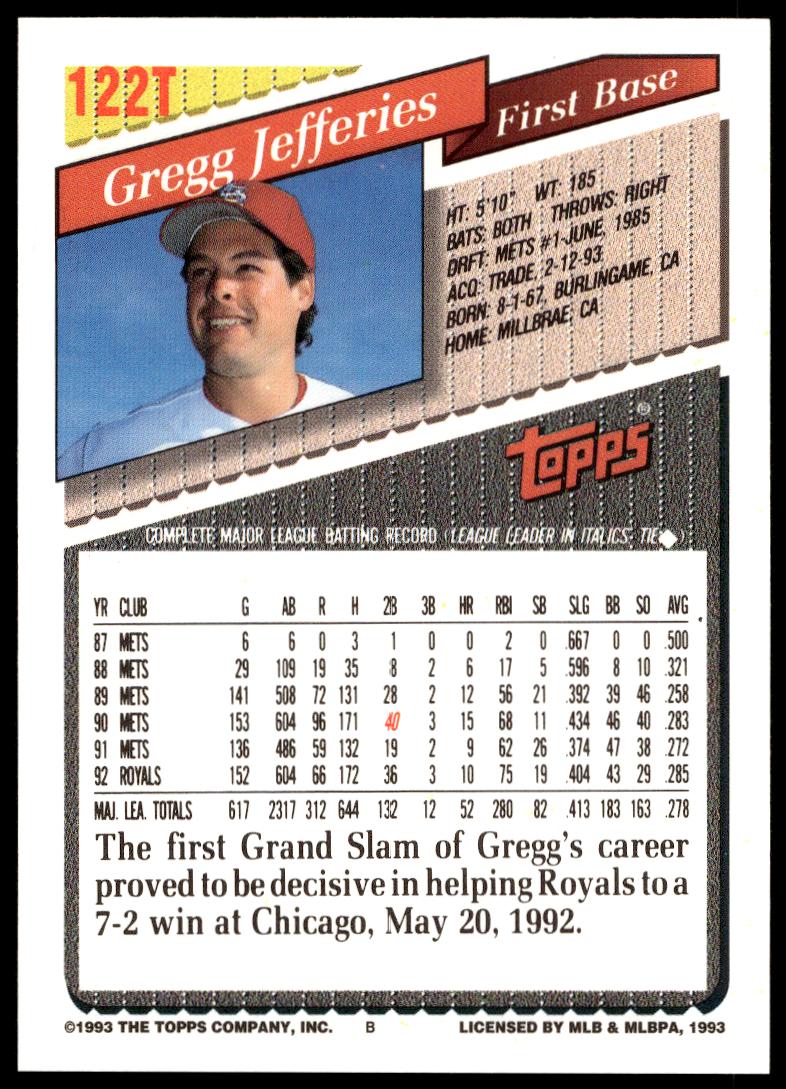 122T
Gregg Jefferies
First Base
HT: 5'10" WT: 185
BATS: BOTH THROWS: RIGHT
DRFT: METS #1-JUNE, 1985
ACQ: TRADE, 2-12-93
BORN: 8-1-67, BURLINGAME, CA
HOME: MILLBRAE, CA
Topps®
COMPLETE MAJOR LEAGUE BATTING RECORD (LEAGUE LEADER IN ITALICS, TIE◆)
YR CLUB G AB R H 2B 3B HR RBI SB SLG BB SO AVG
87 METS 6 6 0 3 1 0 0 2 0 .667 0 0 .500
88 METS 29 109 19 35 8 2 6 17 5 .596 8 10 .321
89 METS 141 508 72 131 28 2 12 56 21 .392 39 46 .258
90 METS 153 604 96 171 40 3 15 68 11 .434 46 40 .283
91 METS 136 486 59 132 19 2 9 62 26 .374 47 38 .272
92 ROYALS 152 604 66 172 36 3 10 75 19 .404 43 29 .285
MAJ. LEA. TOTALS 617 2317 312 644 132 12 52 280 82 .413 183 163 .278
The first Grand Slam of Gregg's career
proved to be decisive in helping Royals to a
7-2 win at Chicago, May 20, 1992.
©1993 THE TOPPS COMPANY, INC. B LICENSED BY MLB & MLBPA, 1993